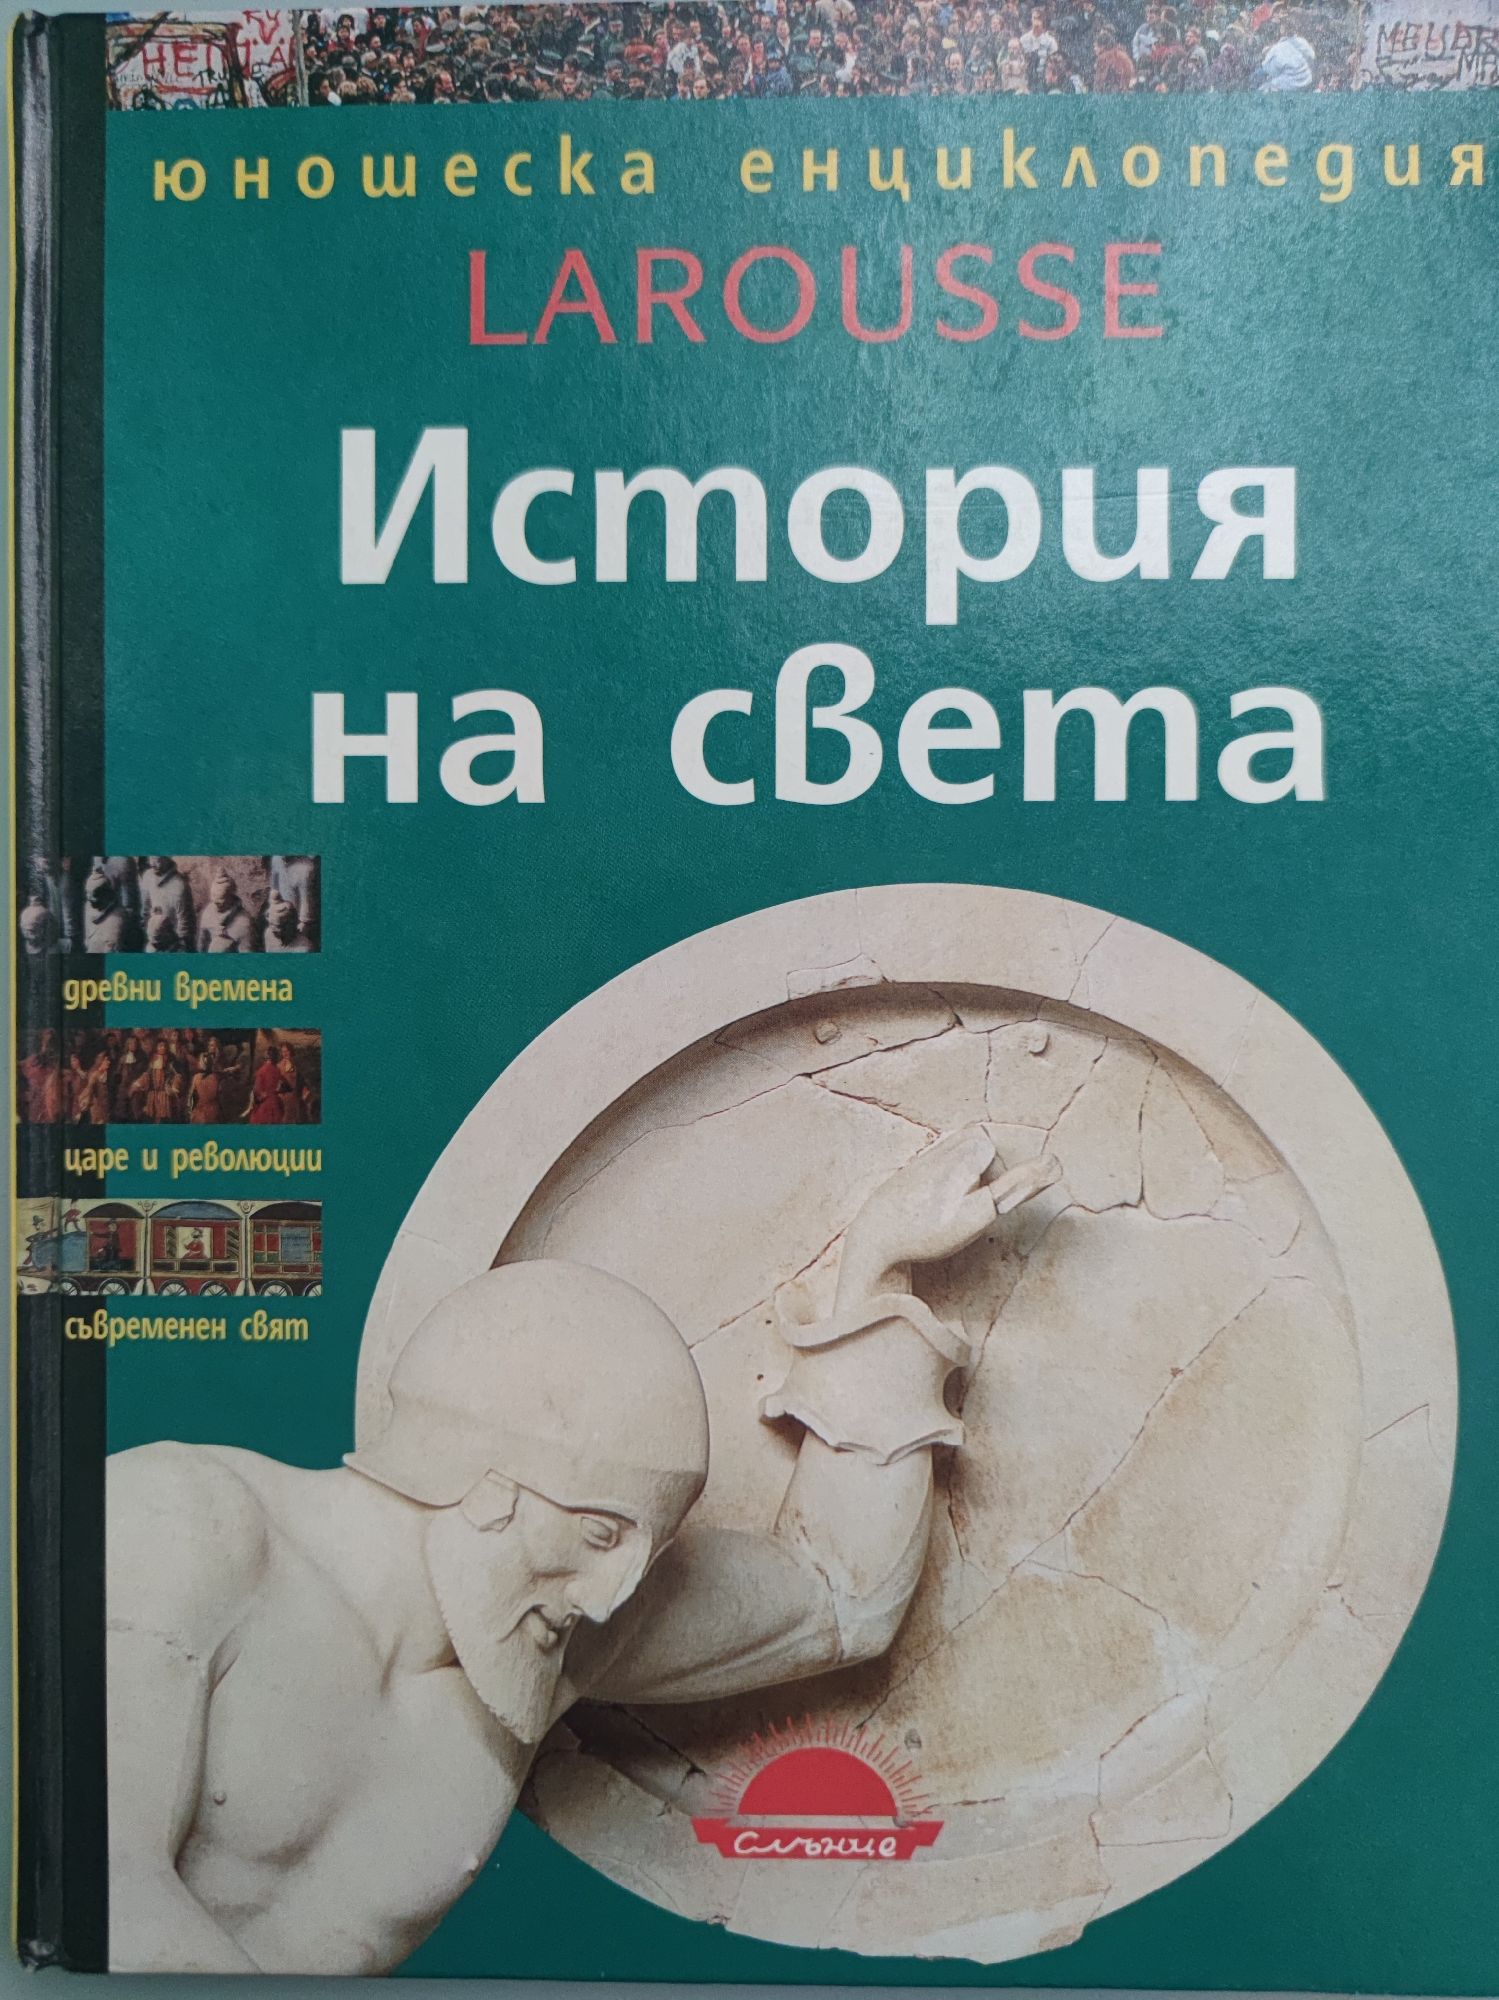 юношеска енциклопедия
LAROUSSE
История
на света
древни времена
царе и революции
съвременен свят
Слънце